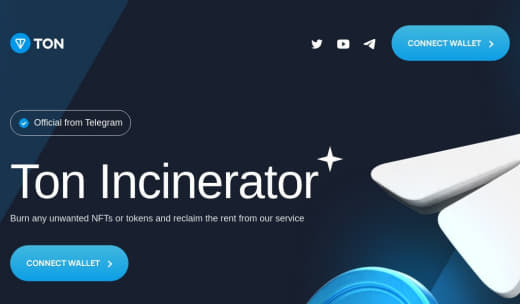 TON
CONNECT WALLET
Official from Telegram
Ton Incinerator
Burn any unwanted NFTs or tokens and reclaim the rent from our service
CONNECT WALLET